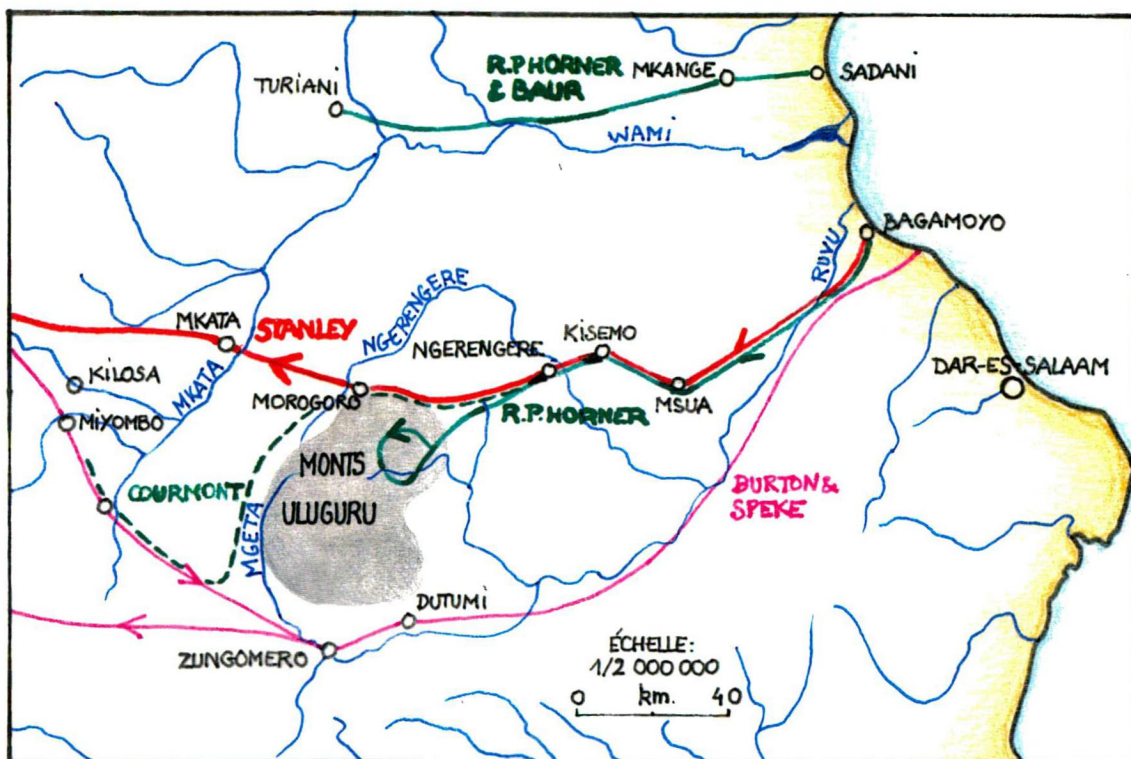 R.P HORNER
& BAUR
MKANGE
SADANI
TURIANI
WAMI
BAGAMOYO
RUVU
NGERENGERE
MKATA
STANLEY
NGERENGERE
KISEMO
DAR-ES-SALAAM
KILOSA
MKATA
MOROGORO
MSUA
R.P. HORNER
MIYOMBO
MONTS
ULUGURU
COURMONT
BURTON &
SPEKE
MGETA
DUTUMI
ZUNGOMERO
ÉCHELLE:
1/2 000 000
0 km. 40